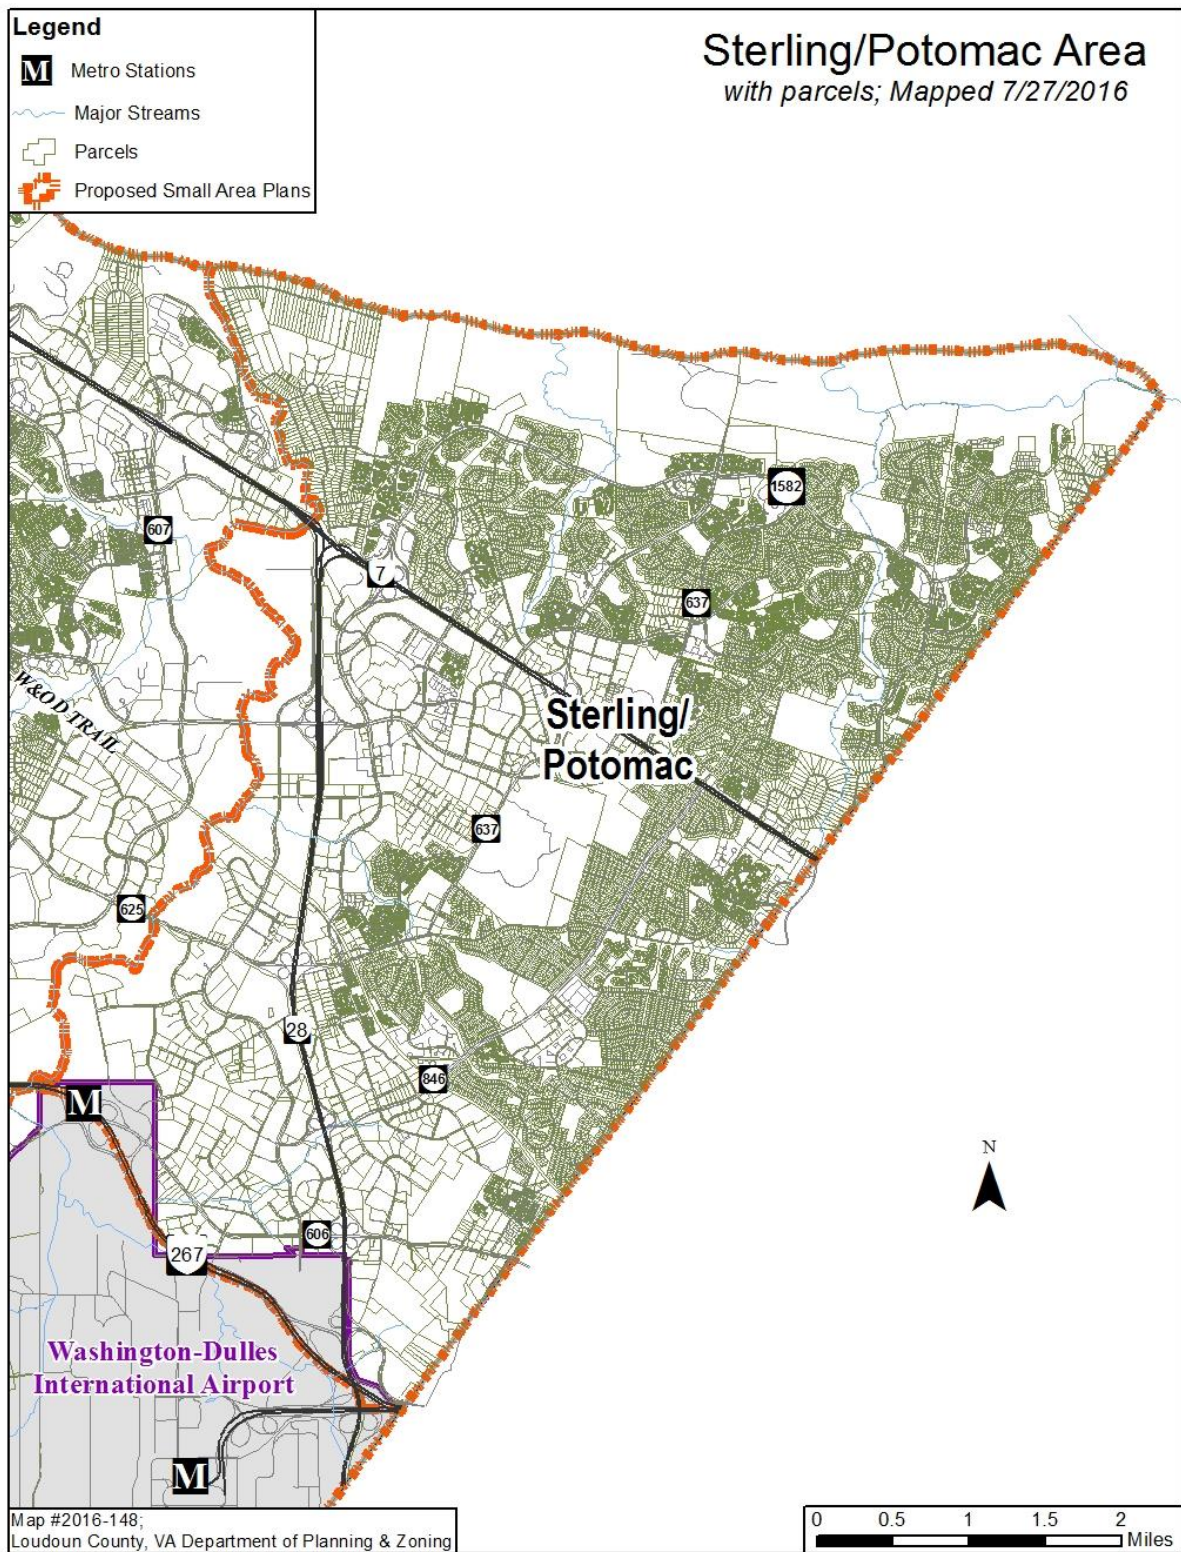 Legend
M Metro Stations
Major Streams
Parcels
Proposed Small Area Plans
Sterling/Potomac Area
with parcels; Mapped 7/27/2016
1582
607
7
637
W&OD TRAIL
Sterling/
Potomac
637
625
28
846
M
N
606
267
Washington-Dulles
International Airport
M
Map #2016-148;
Loudoun County, VA Department of Planning & Zoning
0 0.5 1 1.5 2
Miles